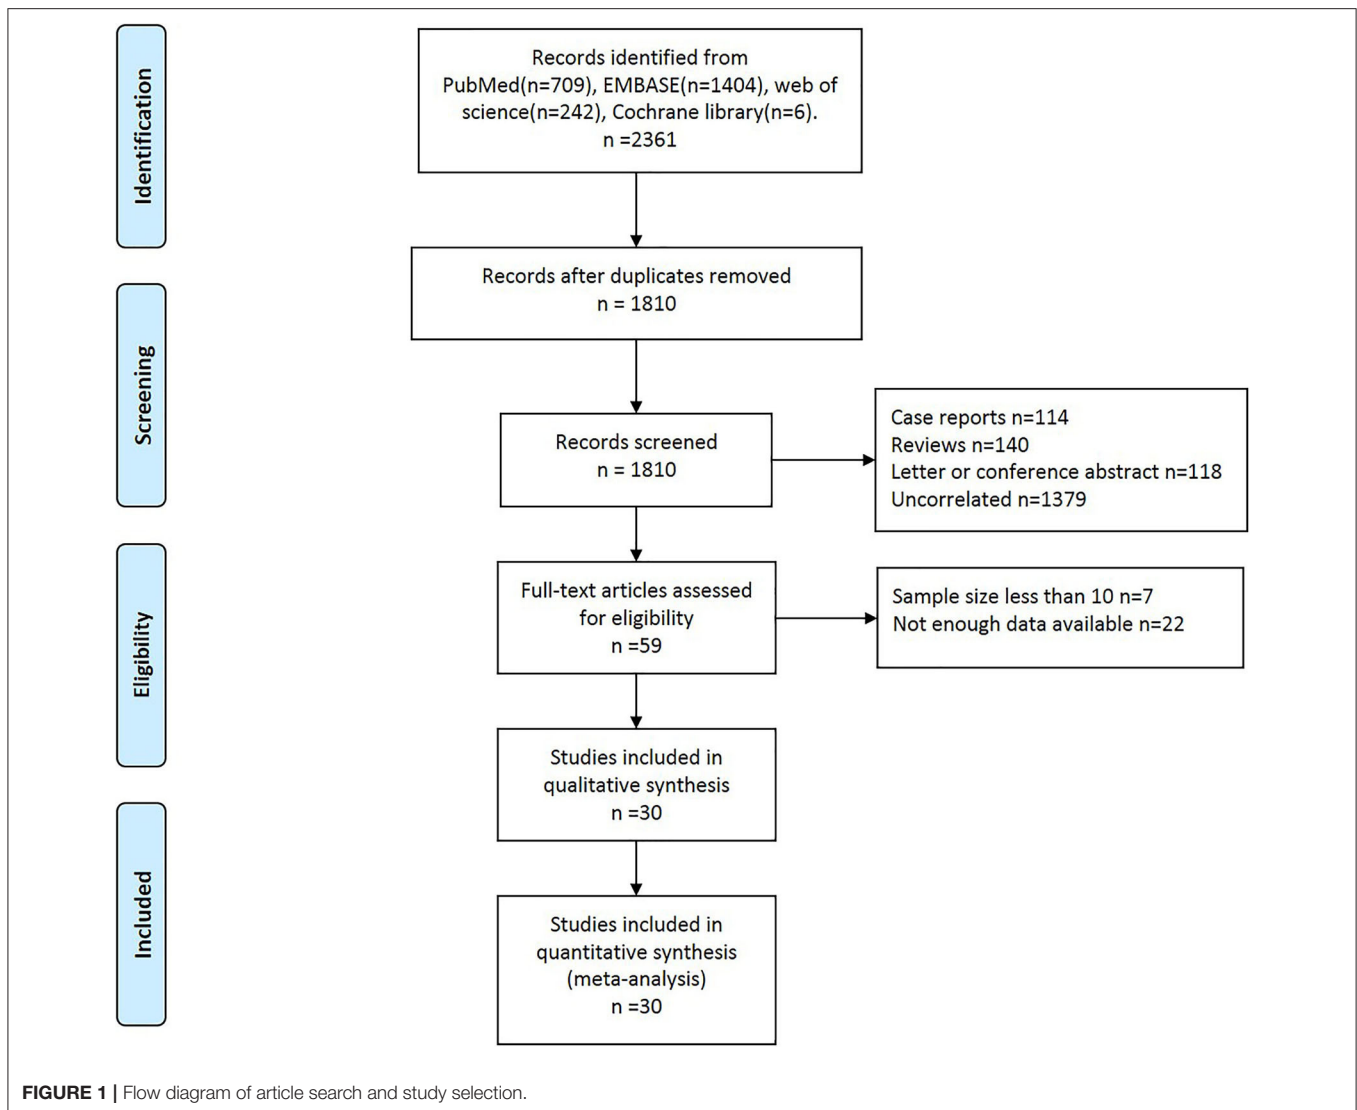 Identification
Records identified from
PubMed(n=709), EMBASE(n=1404), web of
science(n=242), Cochrane library(n=6).
n =2361
Records after duplicates removed
n = 1810
Screening
Records screened
n = 1810
Case reports n=114
Reviews n=140
Letter or conference abstract n=118
Uncorrelated n=1379
Eligibility
Full-text articles assessed
for eligibility
n =59
Sample size less than 10 n=7
Not enough data available n=22
Studies included in
qualitative synthesis
n =30
Included
Studies included in
quantitative synthesis
(meta-analysis)
n =30
FIGURE 1 | Flow diagram of article search and study selection.